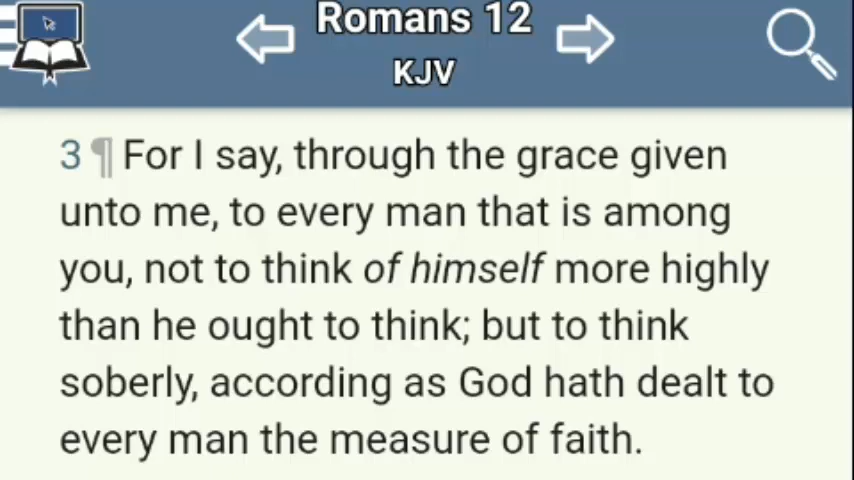 Romans 12
KJV
3 ¶ For I say, through the grace given
unto me, to every man that is among
you, not to think of himself more highly
than he ought to think; but to think
soberly, according as God hath dealt to
every man the measure of faith.